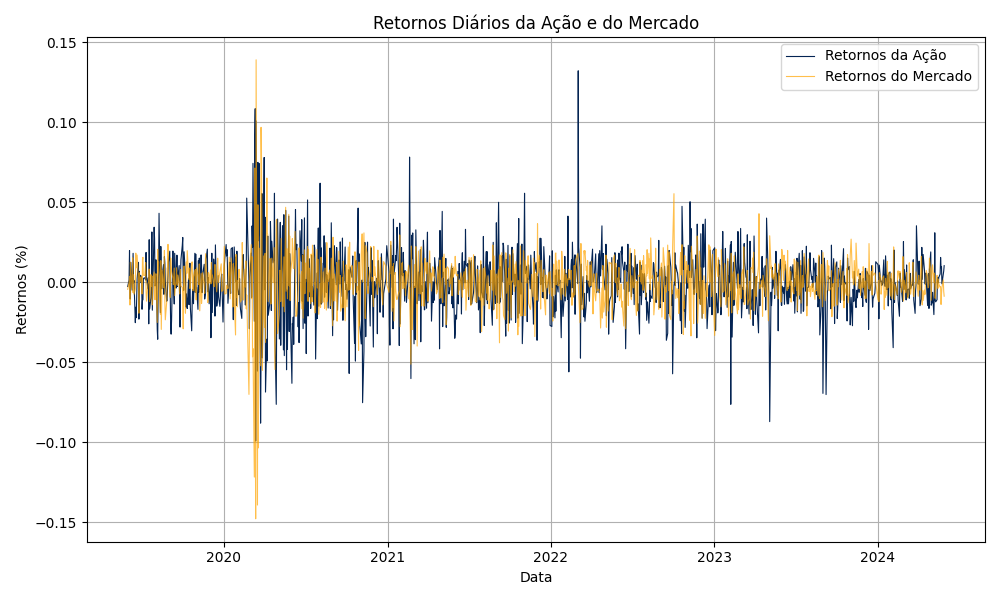 Retornos Diários da Ação e do Mercado
Retornos da Ação
Retornos do Mercado
Retornos (%)
0.15
0.10
0.05
0.00
−0.05
−0.10
−0.15
2020
2021
2022
2023
2024
Data